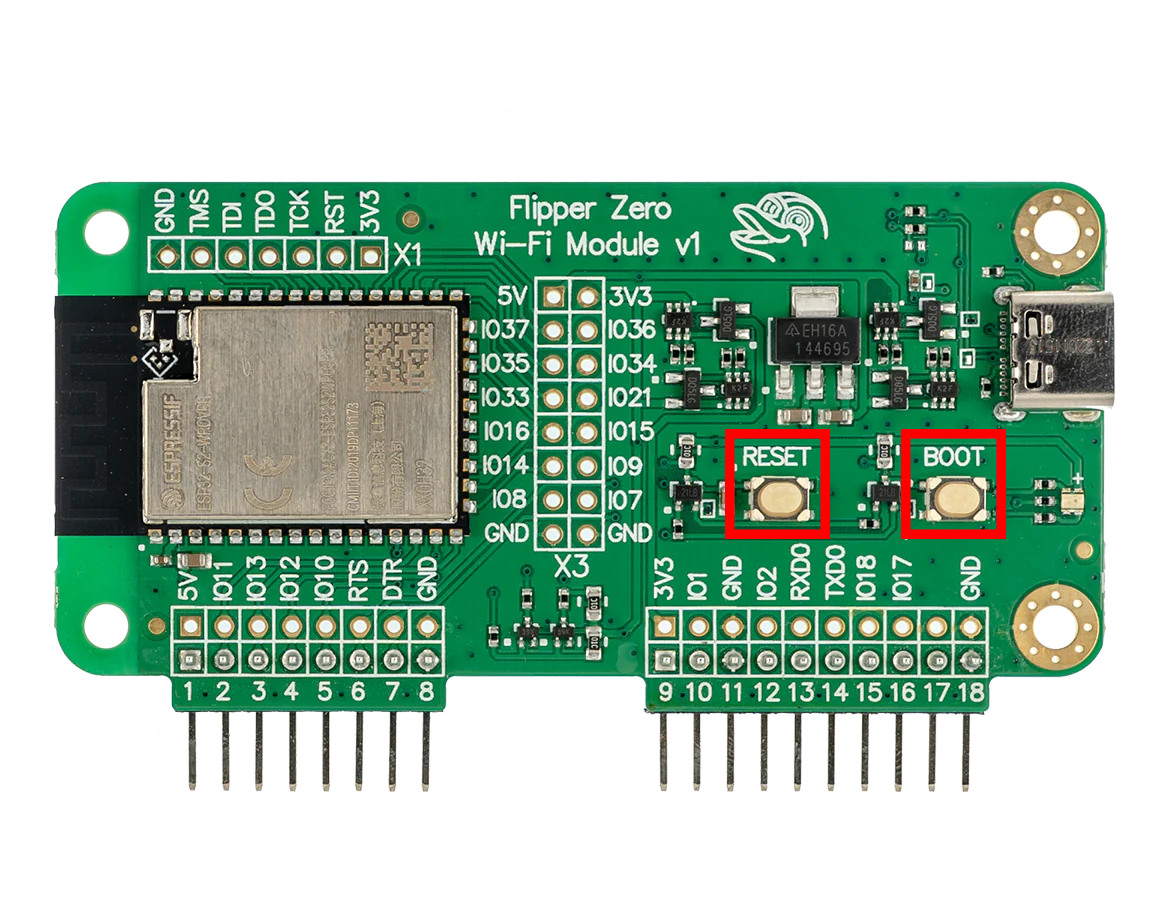 Flipper Zero
Wi-Fi Module v1
GND TMS TDI TDO TCK RST 3V3
X1
5V 3V3
IO37 IO36
IO35 IO34
IO33 IO21
IO16 IO15
IO14 IO9
IO8 IO7
GND GND
X3
ESPRESSIF
CE
EH16A
144695
RESET
BOOT
5V IO11 IO13 IO12 IO10 RTS DTR GND
1 2 3 4 5 6 7 8
3V3 IO1 GND IO2 RXD0 TXD0 IO18 IO17 GND
9 10 11 12 13 14 15 16 17 18